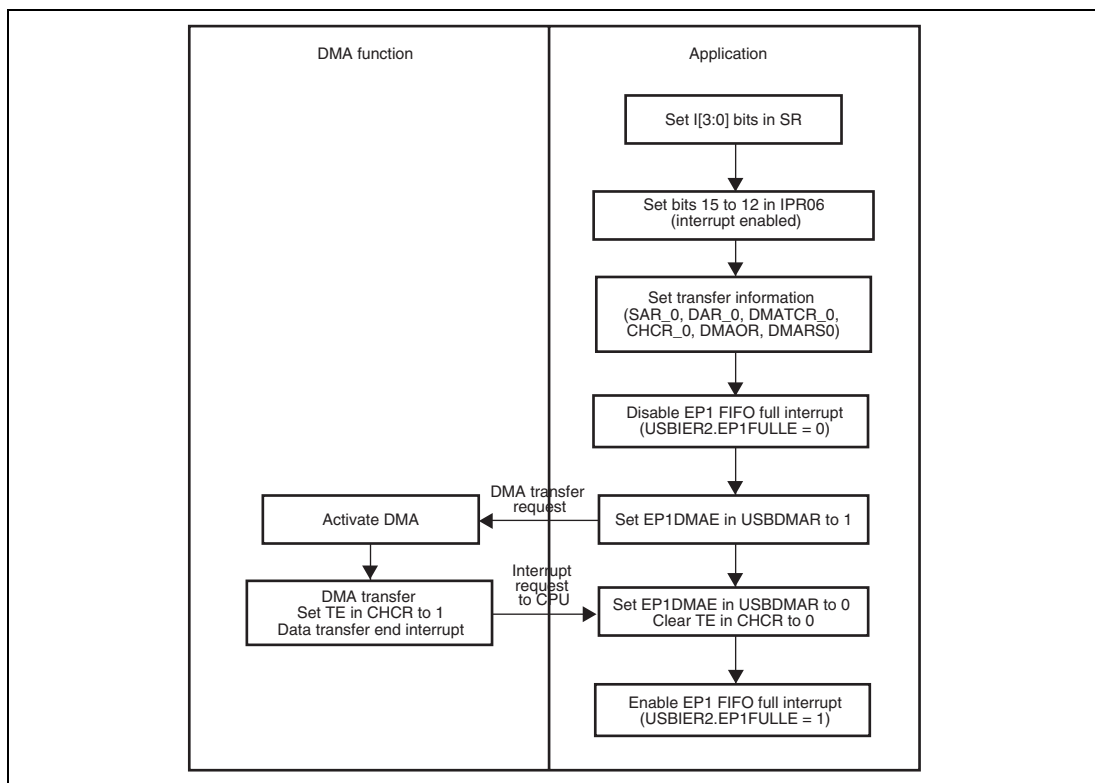 DMA function
Application
Set I[3:0] bits in SR
Set bits 15 to 12 in IPR06
(interrupt enabled)
Set transfer information
(SAR_0, DAR_0, DMATCR_0,
CHCR_0, DMAOR, DMARS0)
Disable EP1 FIFO full interrupt
(USBIER2.EP1FULLE = 0)
Set EP1DMAE in USBDMAR to 1
DMA transfer
request
Activate DMA
DMA transfer
Set TE in CHCR to 1
Data transfer end interrupt
Interrupt
request
to CPU
Set EP1DMAE in USBDMAR to 0
Clear TE in CHCR to 0
Enable EP1 FIFO full interrupt
(USBIER2.EP1FULLE = 1)